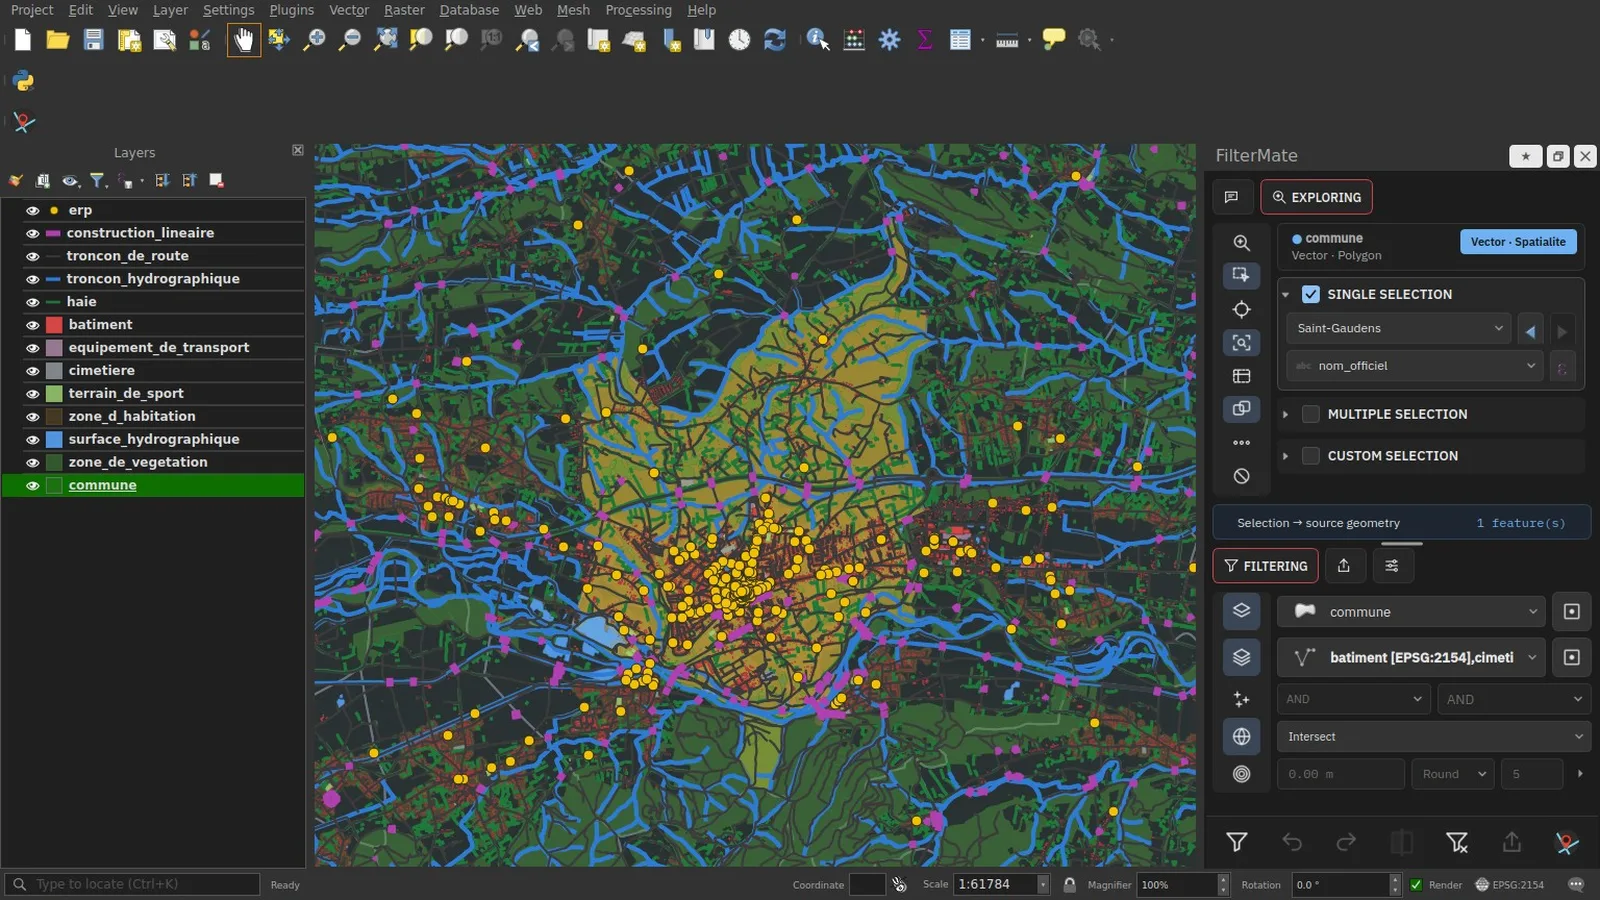 Project Edit View Layer Settings Plugins Vector Raster Database Web Mesh Processing Help
Layers
erp
construction_lineaire
troncon_de_route
troncon_hydrographique
haie
batiment
equipement_de_transport
cimetiere
terrain_de_sport
zone_d_habitation
surface_hydrographique
zone_de_vegetation
commune
FilterMate
EXPLORING
commune
Vector · Polygon
Vector · Spatialite
SINGLE SELECTION
Saint-Gaudens
abc nom_officiel
MULTIPLE SELECTION
CUSTOM SELECTION
Selection → source geometry 1 feature(s)
FILTERING
commune
batiment [EPSG:2154],cimeti
AND AND
Intersect
0.00 m Round 5
Type to locate (Ctrl+K) Ready Coordinate Scale 1:61784 Magnifier 100% Rotation 0.0 ° Render EPSG:2154